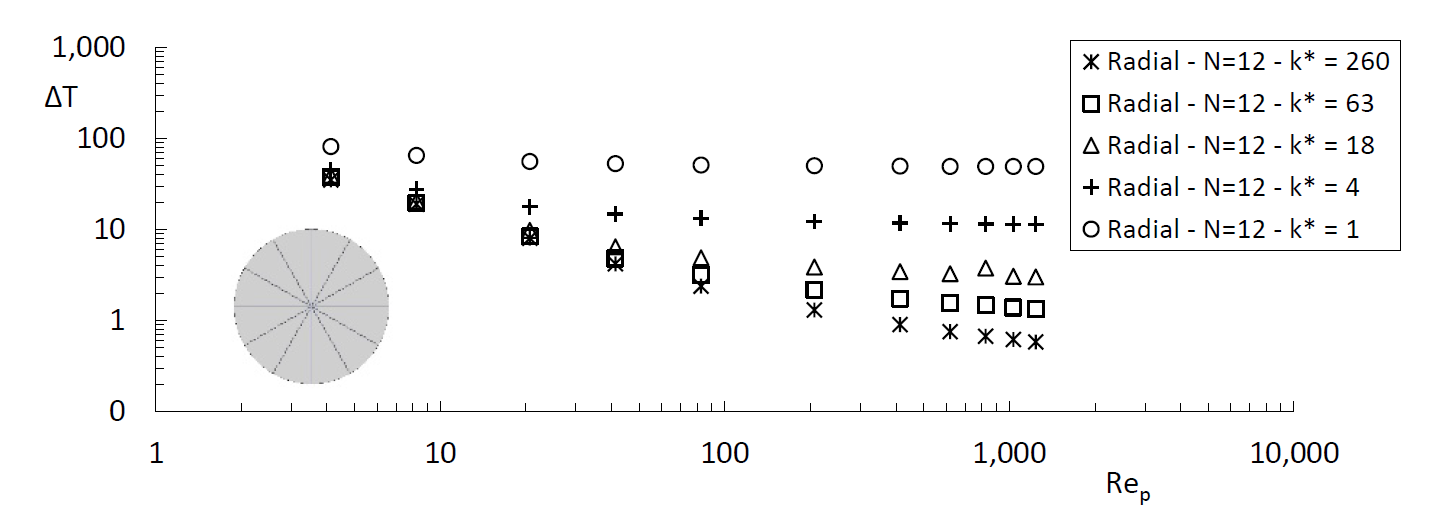 1,000
ΔT
100
10
1
0
1
10
100
1,000
10,000
Rep
Radial - N=12 - k* = 260
Radial - N=12 - k* = 63
Radial - N=12 - k* = 18
Radial - N=12 - k* = 4
Radial - N=12 - k* = 1